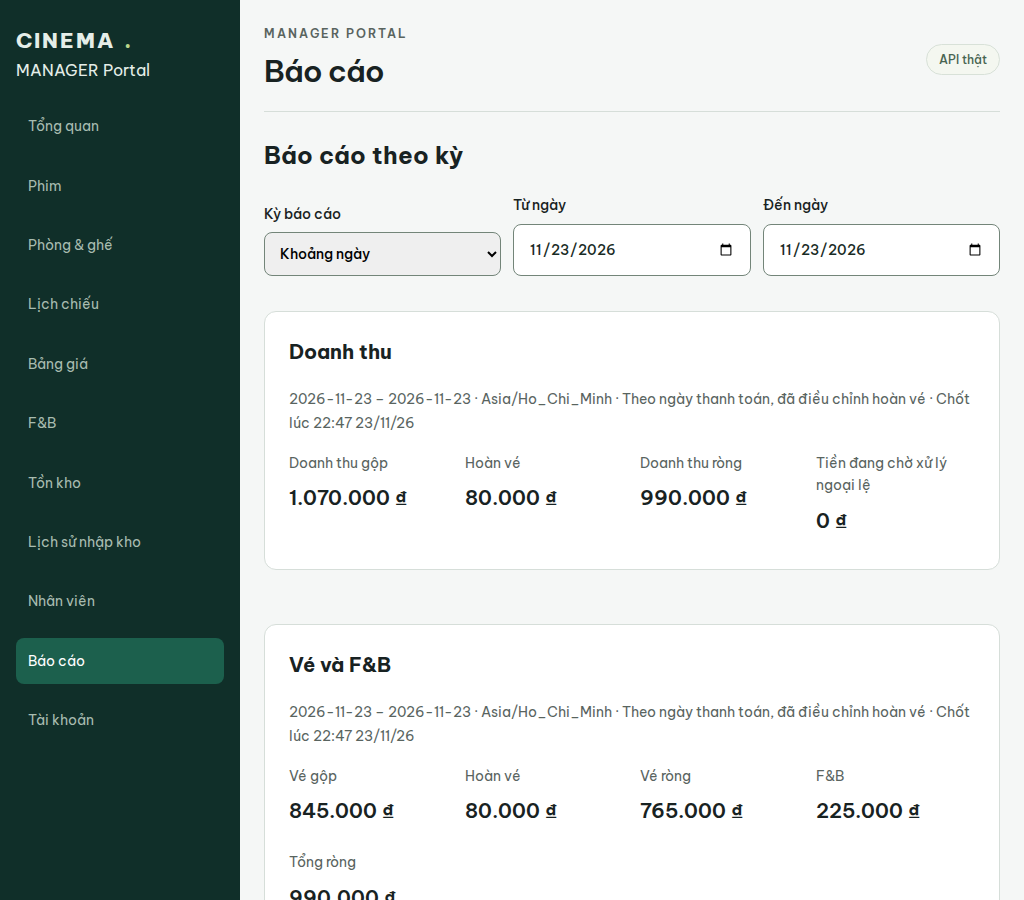 CINEMA .
MANAGER Portal
Tổng quan
Phim
Phòng & ghế
Lịch chiếu
Bảng giá
F&B
Tồn kho
Lịch sử nhập kho
Nhân viên
Báo cáo
Tài khoản
MANAGER PORTAL
Báo cáo
API thật
Báo cáo theo kỳ
Kỳ báo cáo
Từ ngày
Đến ngày
Khoảng ngày
11/23/2026
11/23/2026
Doanh thu
2026-11-23 – 2026-11-23 · Asia/Ho_Chi_Minh · Theo ngày thanh toán, đã điều chỉnh hoàn vé · Chốt
lúc 22:47 23/11/26
Doanh thu gộp
Hoàn vé
Doanh thu ròng
Tiền đang chờ xử lý
ngoại lệ
1.070.000 ₫
80.000 ₫
990.000 ₫
0 ₫
Vé và F&B
2026-11-23 – 2026-11-23 · Asia/Ho_Chi_Minh · Theo ngày thanh toán, đã điều chỉnh hoàn vé · Chốt
lúc 22:47 23/11/26
Vé gộp
Hoàn vé
Vé ròng
F&B
845.000 ₫
80.000 ₫
765.000 ₫
225.000 ₫
Tổng ròng
990.000 ₫